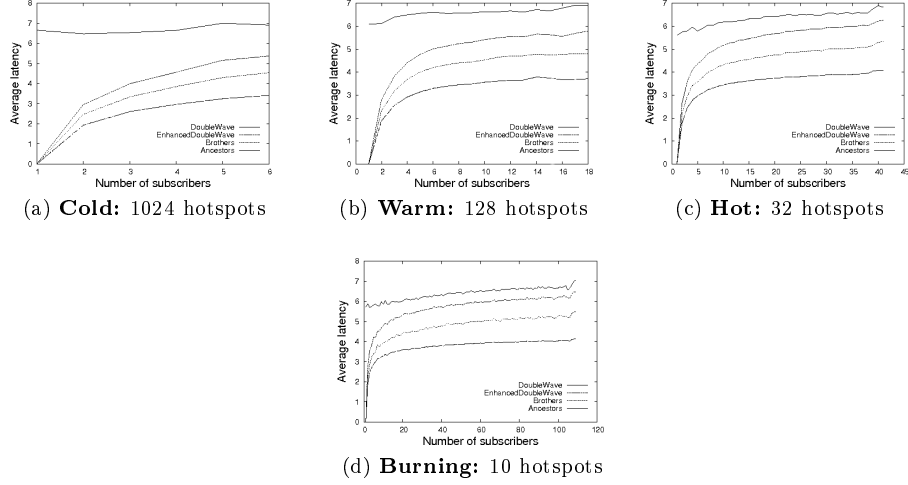 8
7
6
5
4
3
2
1
0
Average latency
DoubleWave
EnhancedDoubleWave
Brothers
Ancestors
1 2 3 4 5 6
Number of subscribers
(a) Cold: 1024 hotspots
7
6
5
4
3
2
1
0
Average latency
DoubleWave
EnhancedDoubleWave
Brothers
Ancestors
0 2 4 6 8 10 12 14 16 18
Number of subscribers
(b) Warm: 128 hotspots
7
6
5
4
3
2
1
0
Average latency
DoubleWave
EnhancedDoubleWave
Brothers
Ancestors
0 5 10 15 20 25 30 35 40 45
Number of subscribers
(c) Hot: 32 hotspots
8
7
6
5
4
3
2
1
0
Average latency
DoubleWave
EnhancedDoubleWave
Brothers
Ancestors
0 20 40 60 80 100 120
Number of subscribers
(d) Burning: 10 hotspots